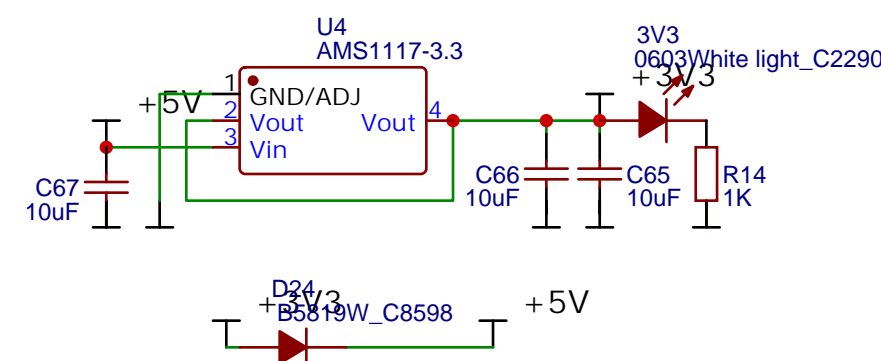 U4
AMS1117-3.3
1
GND/ADJ
2
Vout
Vout
4
3
Vin
+5V
C67
10uF
3V3
0603White light_C2290
+3V3
C66
10uF
C65
10uF
R14
1K
D24
+3V3
B5819W_C8598
+5V